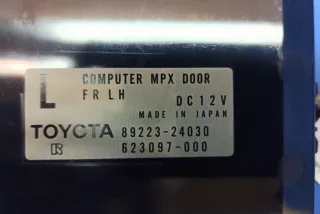 L
COMPUTER MPX DOOR
FR LH
DC12V
MADE IN JAPAN
TOYOTA 89223-24030
623097-000